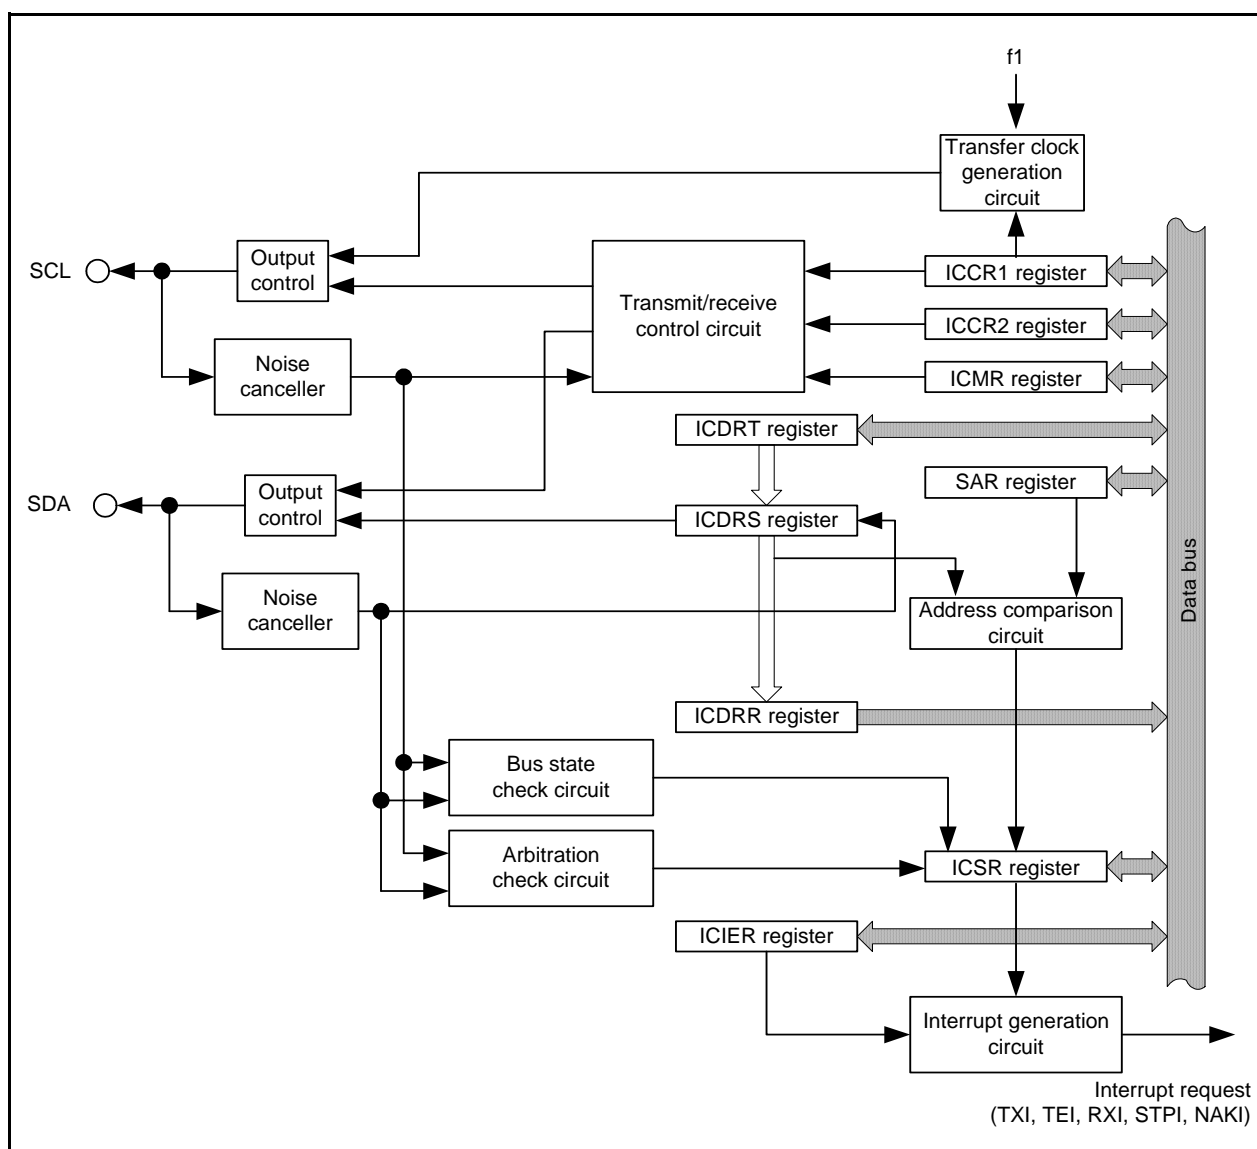 f1
Transfer clock
generation
circuit
SCL
Output
control
Transmit/receive
control circuit
ICCR1 register
ICCR2 register
Noise
canceller
ICMR register
ICDRT register
SAR register
SDA
Output
control
ICDRS register
Data bus
Noise
canceller
Address comparison
circuit
ICDRR register
Bus state
check circuit
Arbitration
check circuit
ICSR register
ICIER register
Interrupt generation
circuit
Interrupt request
(TXI, TEI, RXI, STPI, NAKI)